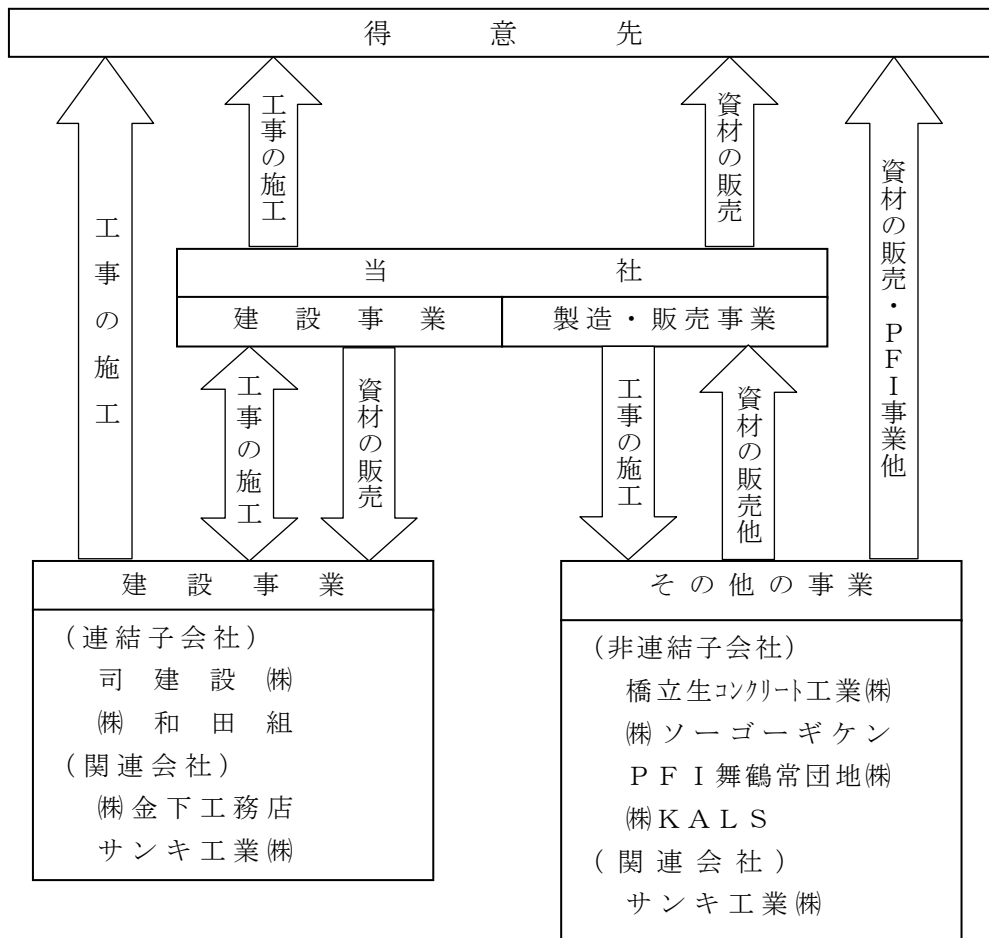 得意先
工事の施工
工事の施工
資材の販売
資材の販売・ＰＦＩ事業他
当社
建設事業
製造・販売事業
工事の施工
資材の販売
工事の施工
資材の販売他
建設事業
(連結子会社)
司建設㈱
㈱和田組
(関連会社)
㈱金下工務店
サンキ工業㈱
その他の事業
(非連結子会社)
橋立生ｺﾝｸﾘｰﾄ工業㈱
㈱ソーゴーギケン
ＰＦＩ舞鶴常団地㈱
㈱ＫＡＬＳ
(関連会社)
サンキ工業㈱